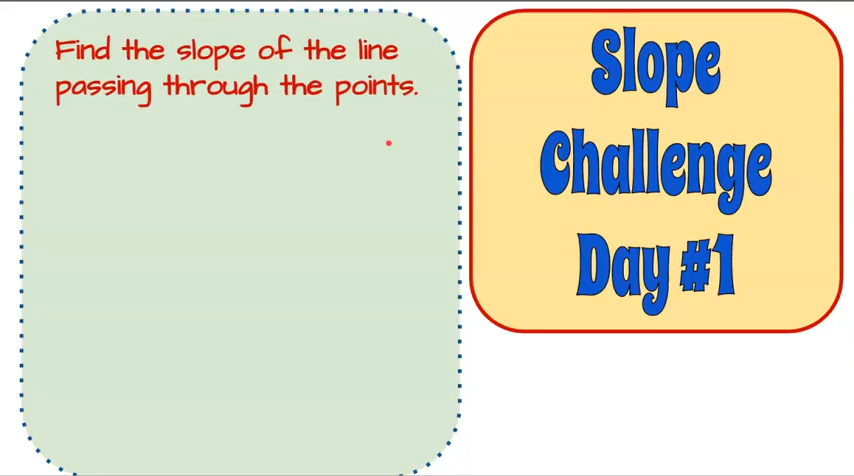 Find the slope of the line
passing through the points.
Slope
Challenge
Day #1